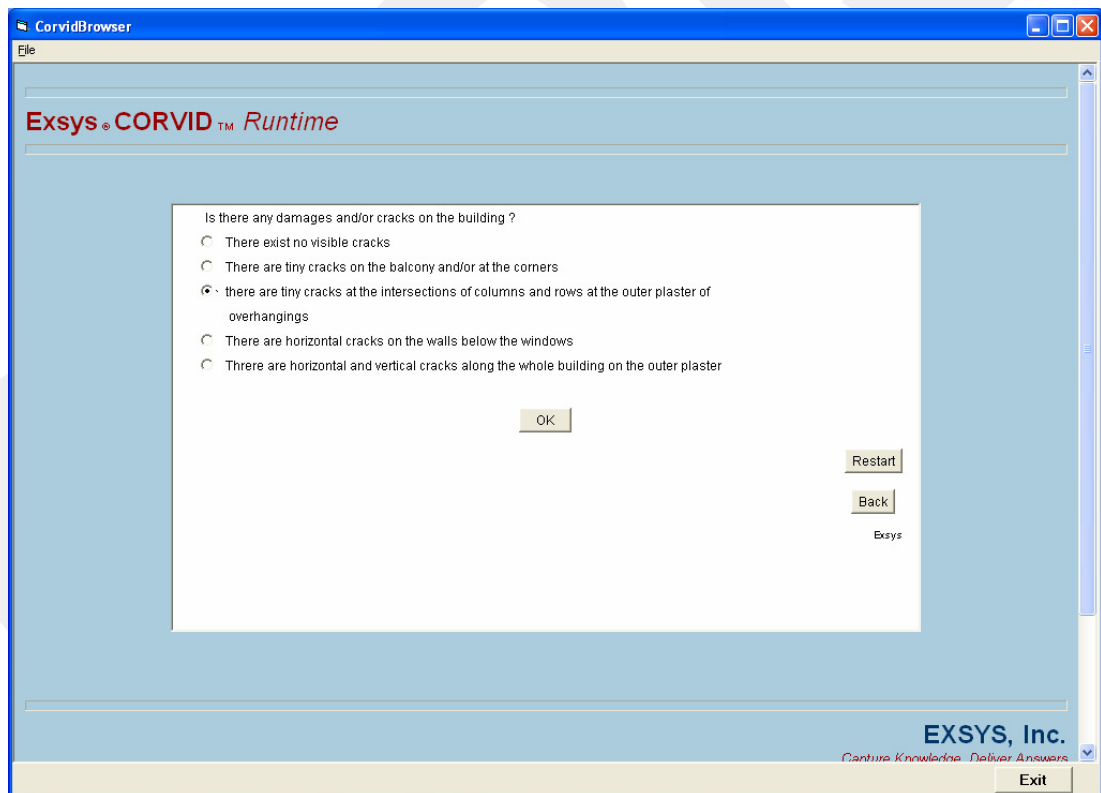 CorvidBrowser
File
Exsys ® CORVID TM Runtime
Is there any damages and/or cracks on the building ?
There exist no visible cracks
There are tiny cracks on the balcony and/or at the corners
there are tiny cracks at the intersections of columns and rows at the outer plaster of
overhangings
There are horizontal cracks on the walls below the windows
Threre are horizontal and vertical cracks along the whole building on the outer plaster
OK
Restart
Back
Exsys
EXSYS, Inc.
Capture Knowledge, Deliver Answers
Exit